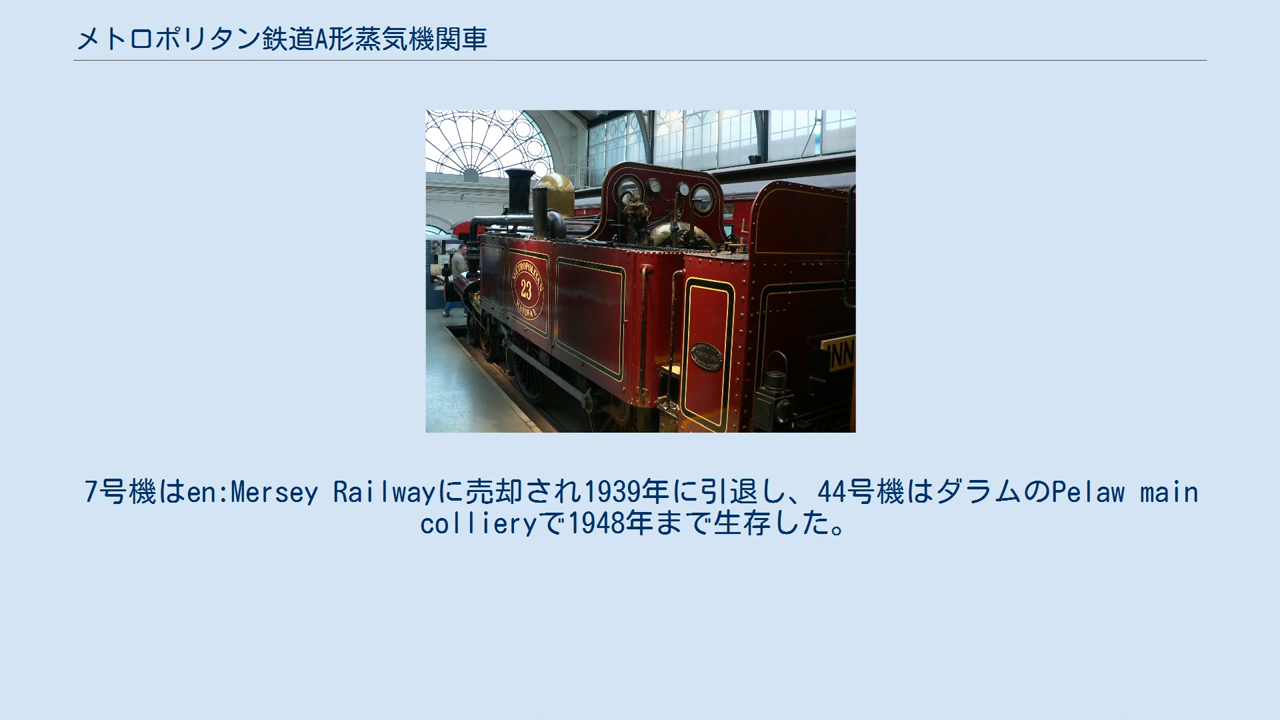 メトロポリタン鉄道A形蒸気機関車
METROPOLITAN
23
RAILWAY
NN
7号機はen:Mersey Railwayに売却され1939年に引退し、44号機はダラムのPelaw main
collieryで1948年まで生存した。